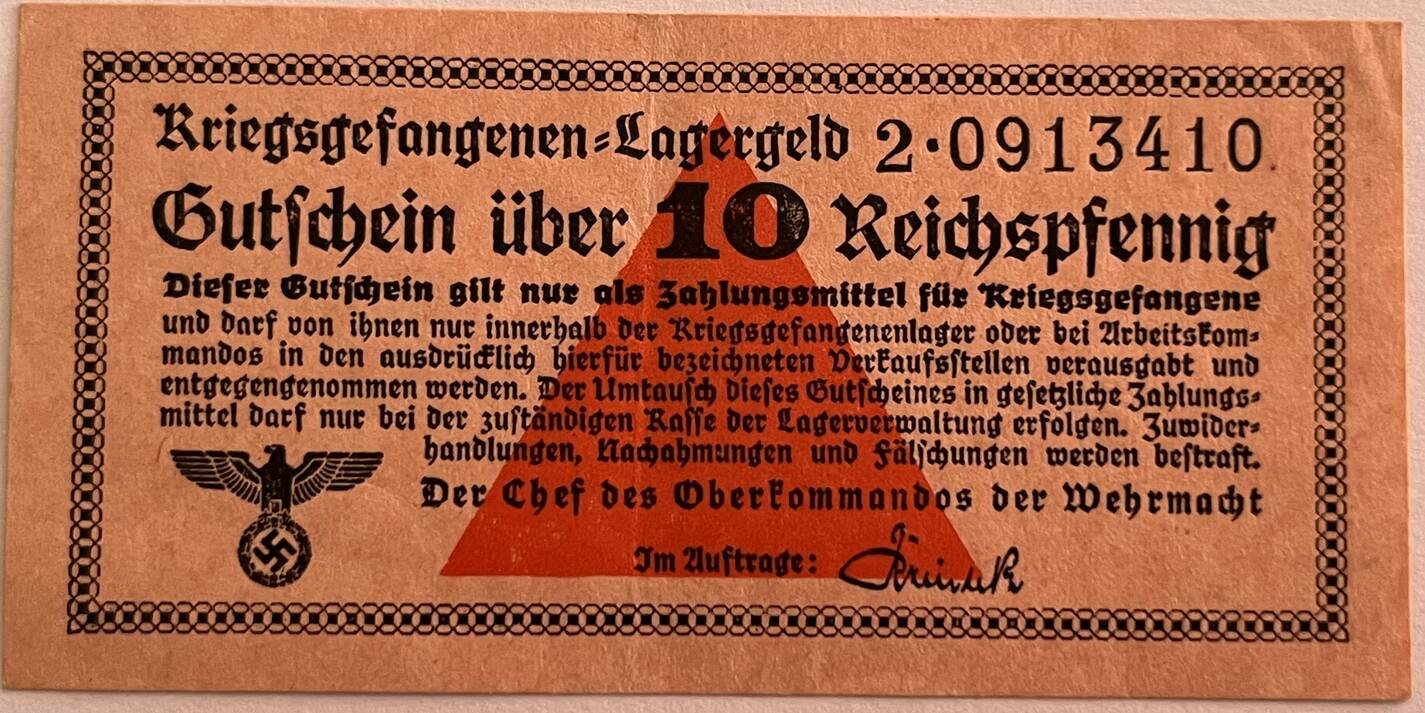 Kriegsgefangenen-Lagergeld 2·0913410
Gutschein über 10 Reichspfennig
Dieser Gutschein gilt nur als Zahlungsmittel für Kriegsgefangene
und darf von ihnen nur innerhalb der Kriegsgefangenenlager oder bei Arbeitskom-
mandos in den ausdrücklich hierfür bezeichneten Verkaufsstellen verausgabt und
entgegengenommen werden. Der Umtausch dieses Gutscheines in gesetzliche Zahlungs-
mittel darf nur bei der zuständigen Kasse der Lagerverwaltung erfolgen. Zuwider-
handlungen, Nachahmungen und Fälschungen werden bestraft.
Der Chef des Oberkommandos der Wehrmacht
Im Auftrage: